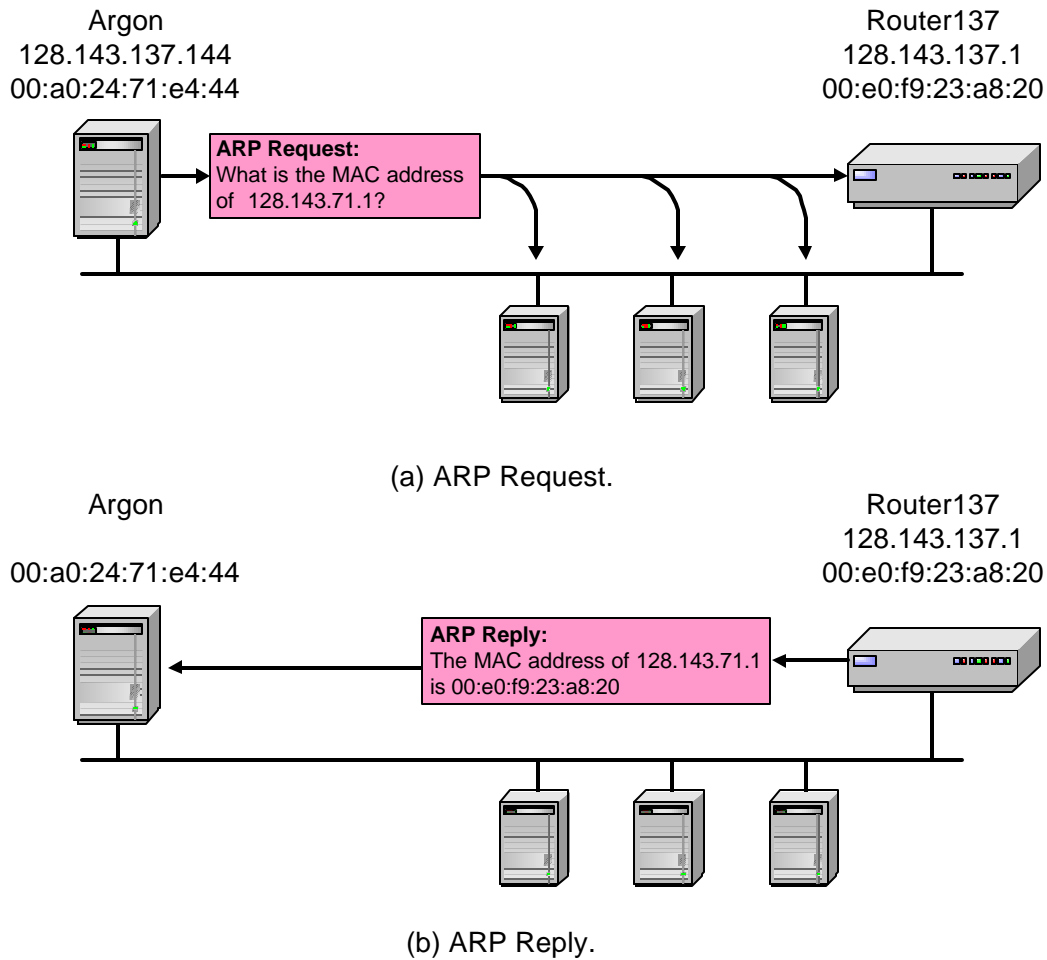 Argon
128.143.137.144
00:a0:24:71:e4:44
Router137
128.143.137.1
00:e0:f9:23:a8:20
ARP Request:
What is the MAC address
of 128.143.71.1?
(a) ARP Request.
Argon
00:a0:24:71:e4:44
Router137
128.143.137.1
00:e0:f9:23:a8:20
ARP Reply:
The MAC address of 128.143.71.1
is 00:e0:f9:23:a8:20
(b) ARP Reply.